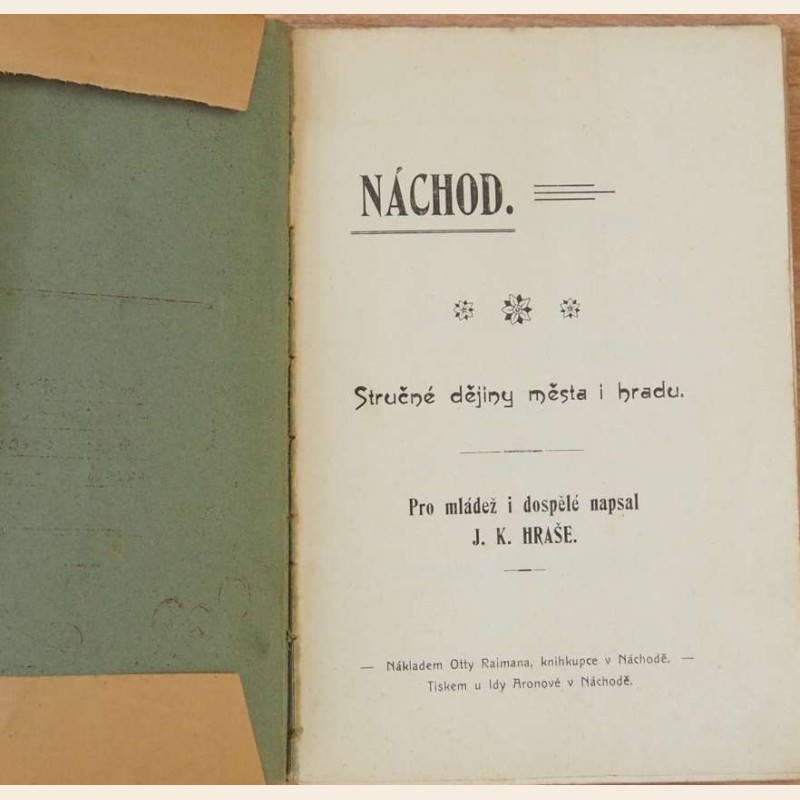 NÁCHOD.
Stručné dějiny města i hradu.
Pro mládež i dospělé napsal
J. K. HRAŠE.
— Nákladem Otty Raimana, knihkupce v Náchodě. —
Tiskem u Idy Aronové v Náchodě.